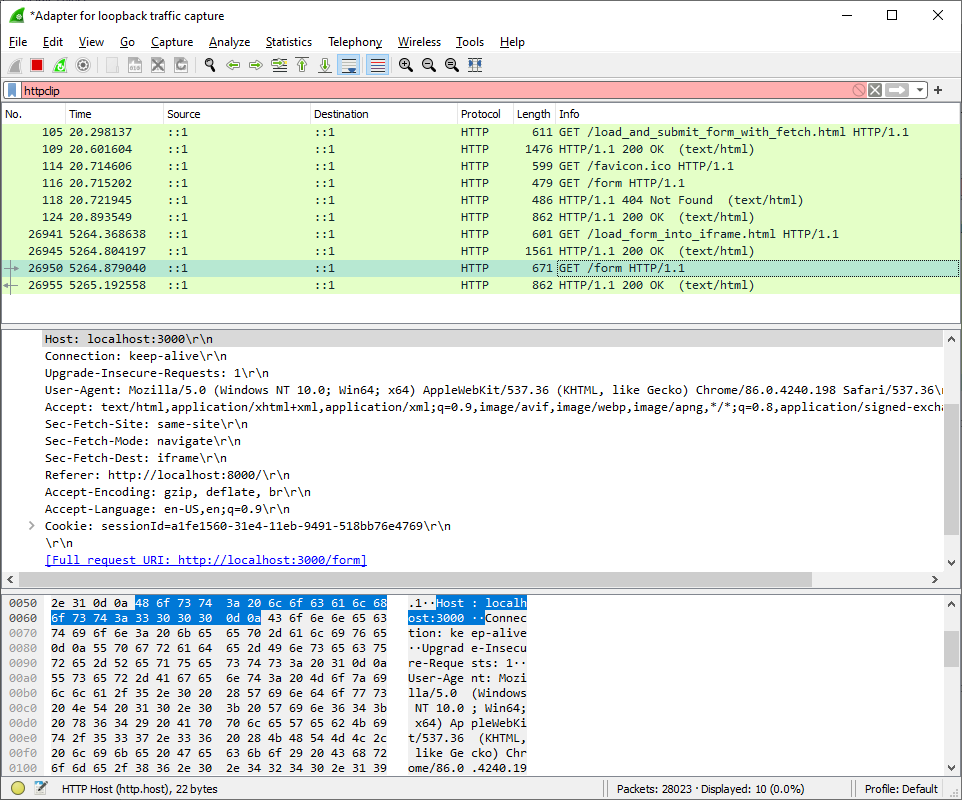 *Adapter for loopback traffic capture
File Edit View Go Capture Analyze Statistics Telephony Wireless Tools Help
httpclip
No. Time Source Destination Protocol Length Info
105 20.298137 ::1 ::1 HTTP 611 GET /load_and_submit_form_with_fetch.html HTTP/1.1
109 20.601604 ::1 ::1 HTTP 1476 HTTP/1.1 200 OK (text/html)
114 20.714606 ::1 ::1 HTTP 599 GET /favicon.ico HTTP/1.1
116 20.715202 ::1 ::1 HTTP 479 GET /form HTTP/1.1
118 20.721945 ::1 ::1 HTTP 486 HTTP/1.1 404 Not Found (text/html)
124 20.893549 ::1 ::1 HTTP 862 HTTP/1.1 200 OK (text/html)
26941 5264.368638 ::1 ::1 HTTP 601 GET /load_form_into_iframe.html HTTP/1.1
26945 5264.804197 ::1 ::1 HTTP 1561 HTTP/1.1 200 OK (text/html)
26950 5264.879040 ::1 ::1 HTTP 671 GET /form HTTP/1.1
26955 5265.192558 ::1 ::1 HTTP 862 HTTP/1.1 200 OK (text/html)
Host: localhost:3000\r\n
Connection: keep-alive\r\n
Upgrade-Insecure-Requests: 1\r\n
User-Agent: Mozilla/5.0 (Windows NT 10.0; Win64; x64) AppleWebKit/537.36 (KHTML, like Gecko) Chrome/86.0.4240.198 Safari/537.36\
Accept: text/html,application/xhtml+xml,application/xml;q=0.9,image/avif,image/webp,image/apng,*/*;q=0.8,application/signed-excha
Sec-Fetch-Site: same-site\r\n
Sec-Fetch-Mode: navigate\r\n
Sec-Fetch-Dest: iframe\r\n
Referer: http://localhost:8000/\r\n
Accept-Encoding: gzip, deflate, br\r\n
Accept-Language: en-US,en;q=0.9\r\n
Cookie: sessionId=a1fe1560-31e4-11eb-9491-518bb76e4769\r\n
\r\n
[Full request URI: http://localhost:3000/form]
0050 2e 31 0d 0a 48 6f 73 74 3a 20 6c 6f 63 61 6c 68 .1··Host : localh
0060 6f 73 74 3a 33 30 30 30 0d 0a 43 6f 6e 6e 65 63 ost:3000 ··Connec
0070 74 69 6f 6e 3a 20 6b 65 65 70 2d 61 6c 69 76 65 tion: ke ep-alive
0080 0d 0a 55 70 67 72 61 64 65 2d 49 6e 73 65 63 75 ··Upgrad e-Insecu
0090 72 65 2d 52 65 71 75 65 73 74 73 3a 20 31 0d 0a re-Reque sts: 1··
00a0 55 73 65 72 2d 41 67 65 6e 74 3a 20 4d 6f 7a 69 User-Age nt: Mozi
00b0 6c 6c 61 2f 35 2e 30 20 28 57 69 6e 64 6f 77 73 lla/5.0 (Windows
00c0 20 4e 54 20 31 30 2e 30 3b 20 57 69 6e 36 34 3b NT 10.0 ; Win64;
00d0 20 78 36 34 29 20 41 70 70 6c 65 57 65 62 4b 69 x64) Ap pleWebKi
00e0 74 2f 35 33 37 2e 33 36 20 28 4b 48 54 4d 4c 2c t/537.36 (KHTML,
00f0 20 6c 69 6b 65 20 47 65 63 6b 6f 29 20 43 68 72 like Ge cko) Chr
0100 6f 6d 65 2f 38 36 2e 30 2e 34 32 34 30 2e 31 39 ome/86.0 .4240.19
HTTP Host (http.host), 22 bytes Packets: 28023 · Displayed: 10 (0.0%) Profile: Default